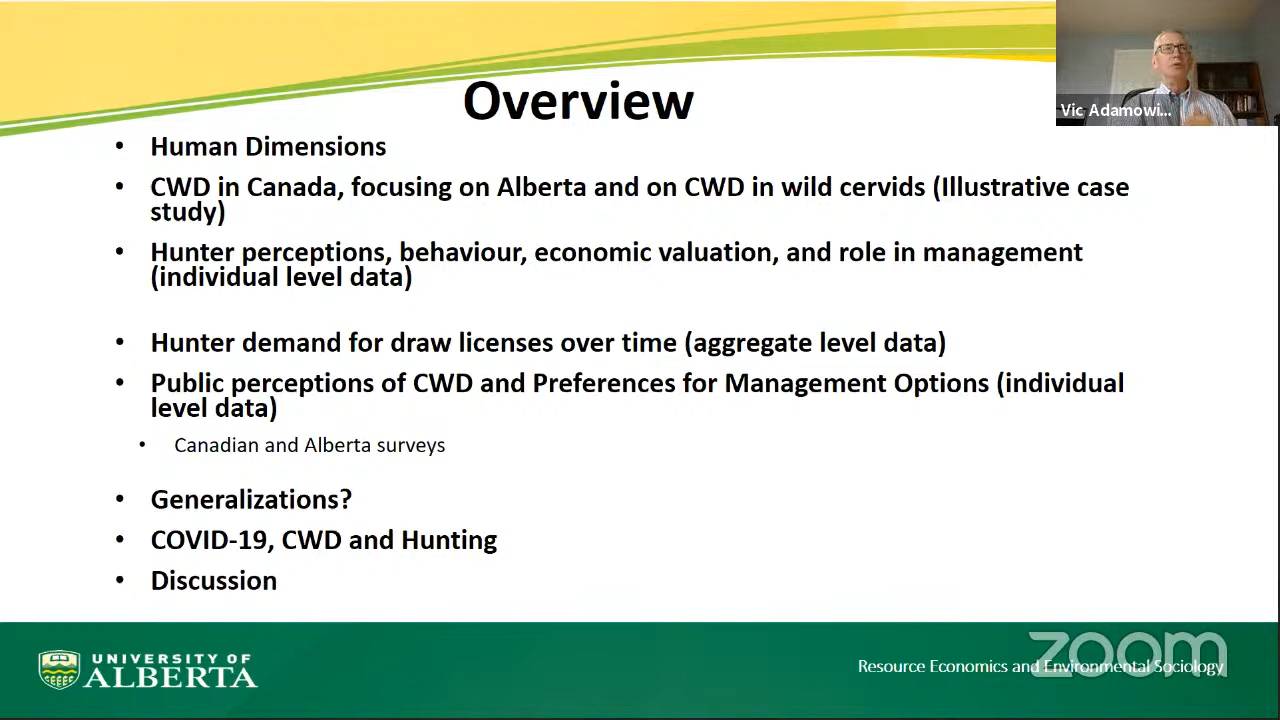 Overview
Vic Adamowi...
• Human Dimensions
• CWD in Canada, focusing on Alberta and on CWD in wild cervids (Illustrative case
study)
• Hunter perceptions, behaviour, economic valuation, and role in management
(individual level data)
• Hunter demand for draw licenses over time (aggregate level data)
• Public perceptions of CWD and Preferences for Management Options (individual
level data)
• Canadian and Alberta surveys
• Generalizations?
• COVID-19, CWD and Hunting
• Discussion
UNIVERSITY OF
ALBERTA
Resource Economics and Environmental Sociology
zoom